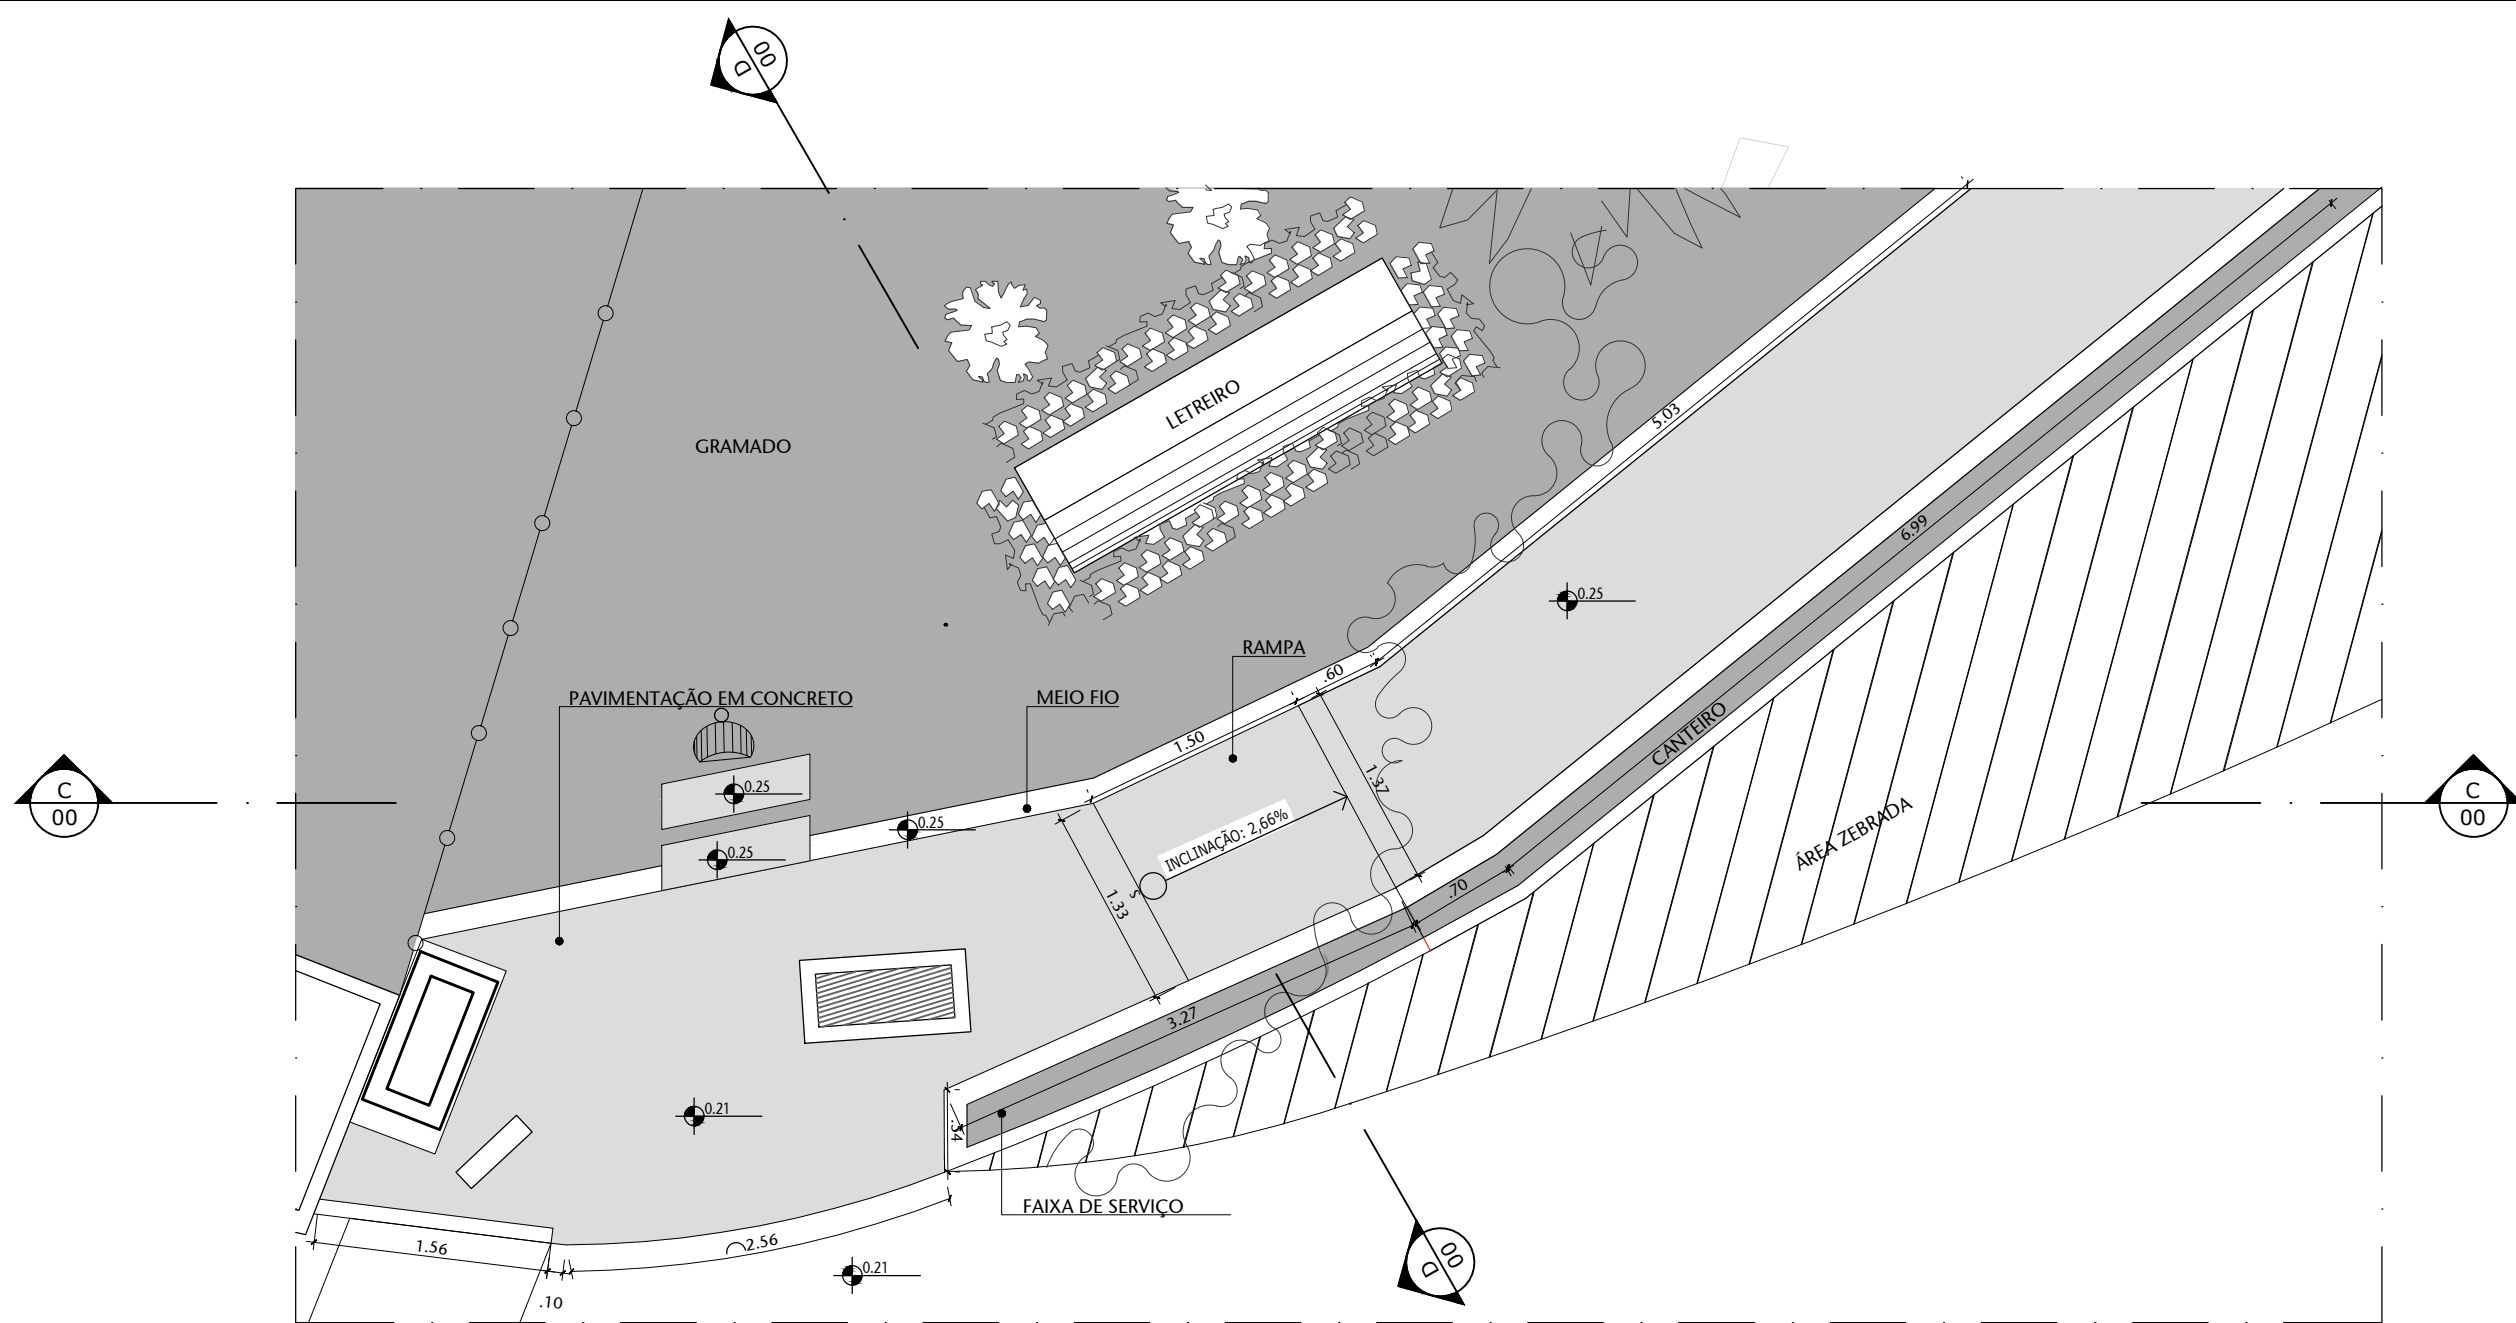 D
00
5.03
LETREIRO
GRAMADO
6.99
0.25
RAMPA
.60
PAVIMENTAÇÃO EM CONCRETO
MEIO FIO
1.50
CANTEIRO
1.37
0.25
C
00
C
00
0.25
0.25
INCLINAÇÃO: 2,66%
ÁREA ZEBRADA
S
1.33
.70
3.27
0.21
.54
FAIXA DE SERVIÇO
1.56
2.56
0.21
D
00
.10